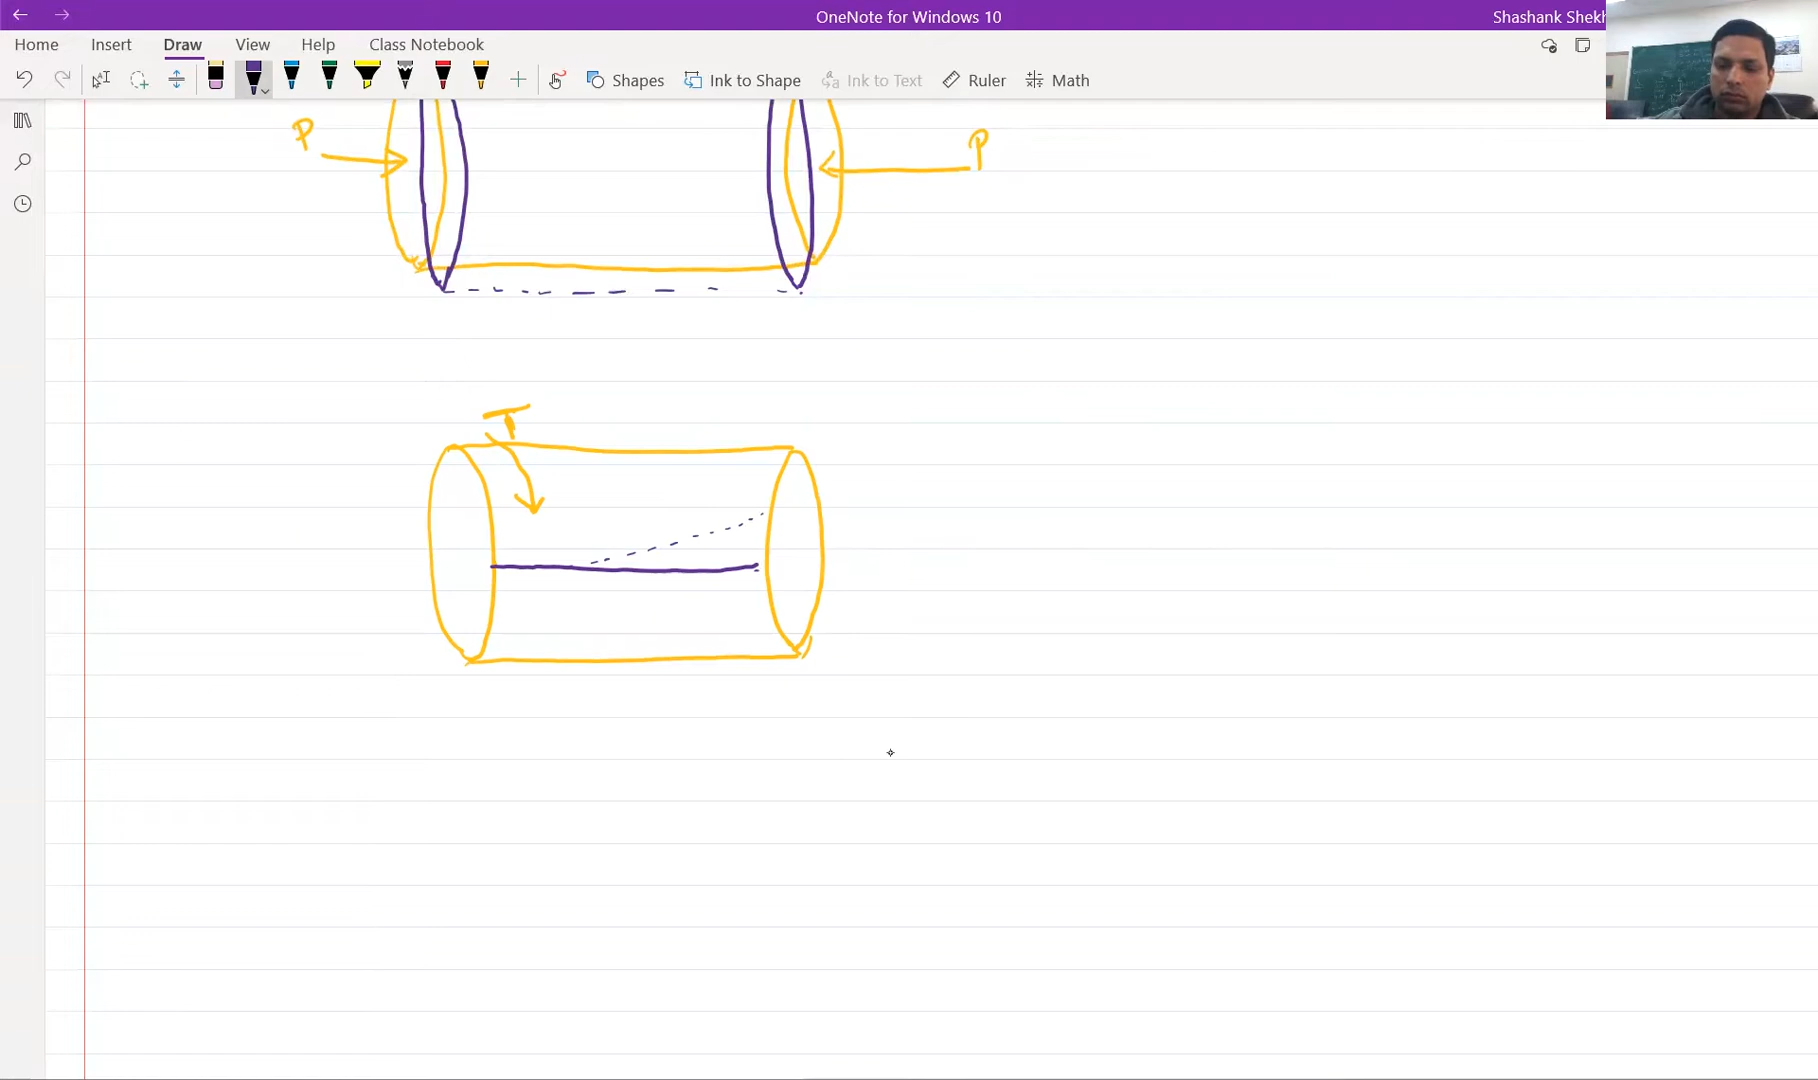 OneNote for Windows 10
Shashank Shekh
Home Insert Draw View Help Class Notebook
Shapes Ink to Shape Ink to Text Ruler Math
P
P
T